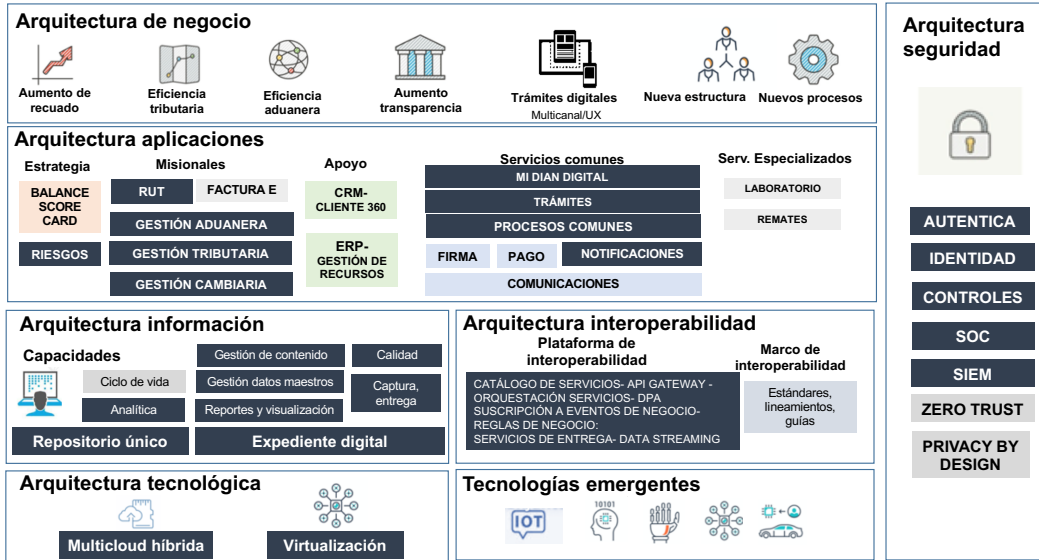 Arquitectura de negocio
Aumento de
recuado
Eficiencia
tributaria
Eficiencia
aduanera
Aumento
transparencia
Trámites digitales
Multicanal/UX
Nueva estructura
Nuevos procesos
Arquitectura aplicaciones
Estrategia
BALANCE
SCORE
CARD
RIESGOS
Misionales
RUT
FACTURA E
GESTIÓN ADUANERA
GESTIÓN TRIBUTARIA
GESTIÓN CAMBIARIA
Apoyo
CRM-
CLIENTE 360
ERP-
GESTIÓN DE
RECURSOS
Servicios comunes
MI DIAN DIGITAL
TRÁMITES
PROCESOS COMUNES
FIRMA
PAGO
NOTIFICACIONES
COMUNICACIONES
Serv. Especializados
LABORATORIO
REMATES
Arquitectura información
Capacidades
Ciclo de vida
Analítica
Gestión de contenido
Gestión datos maestros
Reportes y visualización
Calidad
Captura,
entrega
Repositorio único
Expediente digital
Arquitectura interoperabilidad
Plataforma de
interoperabilidad
CATÁLOGO DE SERVICIOS- API GATEWAY -
ORQUESTACIÓN SERVICIOS- DPA
SUSCRIPCIÓN A EVENTOS DE NEGOCIO-
REGLAS DE NEGOCIO:
SERVICIOS DE ENTREGA- DATA STREAMING
Marco de
interoperabilidad
Estándares,
lineamientos,
guías
Arquitectura tecnológica
Multicloud híbrida
Virtualización
Tecnologías emergentes
IOT
10101
Arquitectura
seguridad
AUTENTICA
IDENTIDAD
CONTROLES
SOC
SIEM
ZERO TRUST
PRIVACY BY
DESIGN